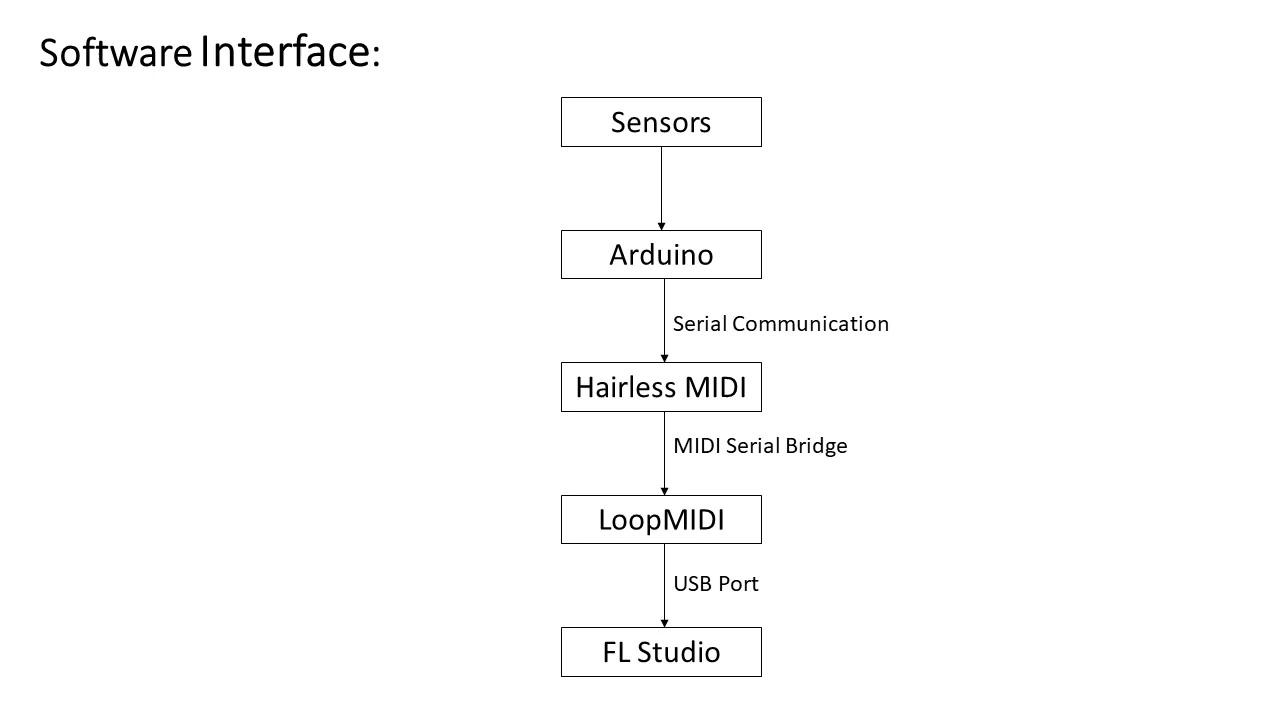 Software Interface:
Sensors
Arduino
Serial Communication
Hairless MIDI
MIDI Serial Bridge
LoopMIDI
USB Port
FL Studio